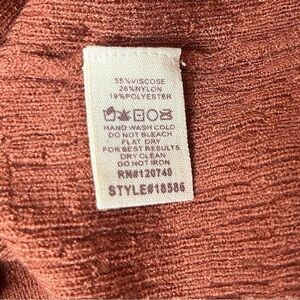 55%VISCOSE
26%NYLON
19%POLYESTER
HAND WASH COLD
DO NOT BLEACH
FLAT DRY
FOR BEST RESULTS
DRY CLEAN
DO NOT IRON
RN#120740
STYLE#18586